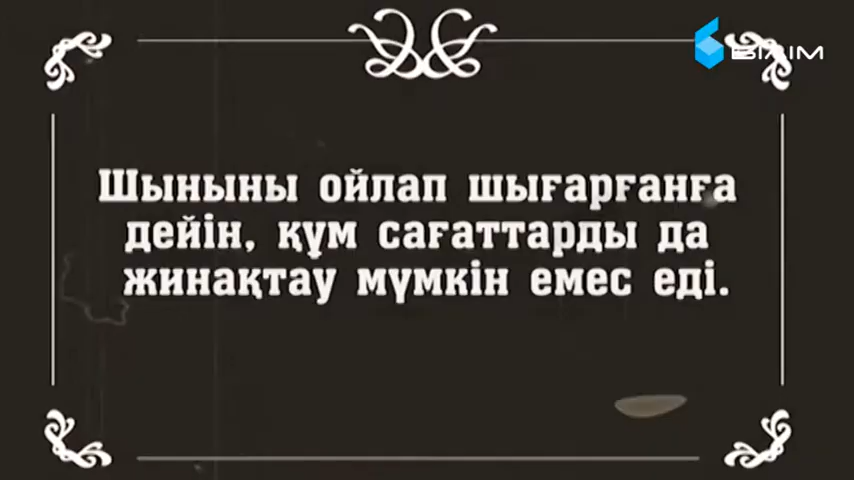 BILIM
Шыныны ойлап шығарғанға
дейін, құм сағаттарды да
жинақтау мүмкін емес еді.